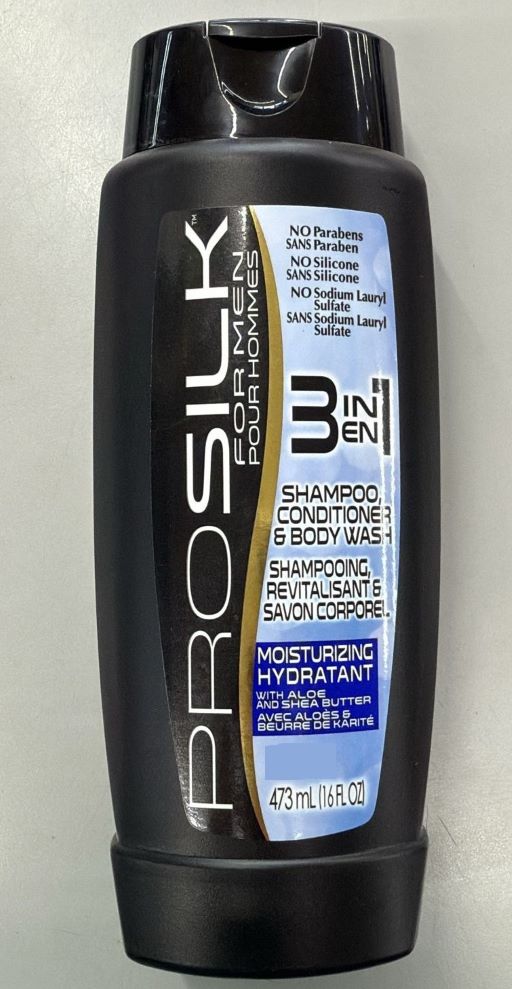 PROSILK™
FOR MEN
POUR HOMMES
NO Parabens
SANS Paraben
NO Silicone
SANS Silicone
NO Sodium Lauryl
Sulfate
SANS Sodium Lauryl
Sulfate
3 IN 1
EN
SHAMPOO,
CONDITIONER
& BODY WASH
SHAMPOOING,
REVITALISANT &
SAVON CORPOREL
MOISTURIZING
HYDRATANT
WITH ALOE
AND SHEA BUTTER
AVEC ALOÈS &
BEURRE DE KARITÉ
473 mL (16 FL OZ)